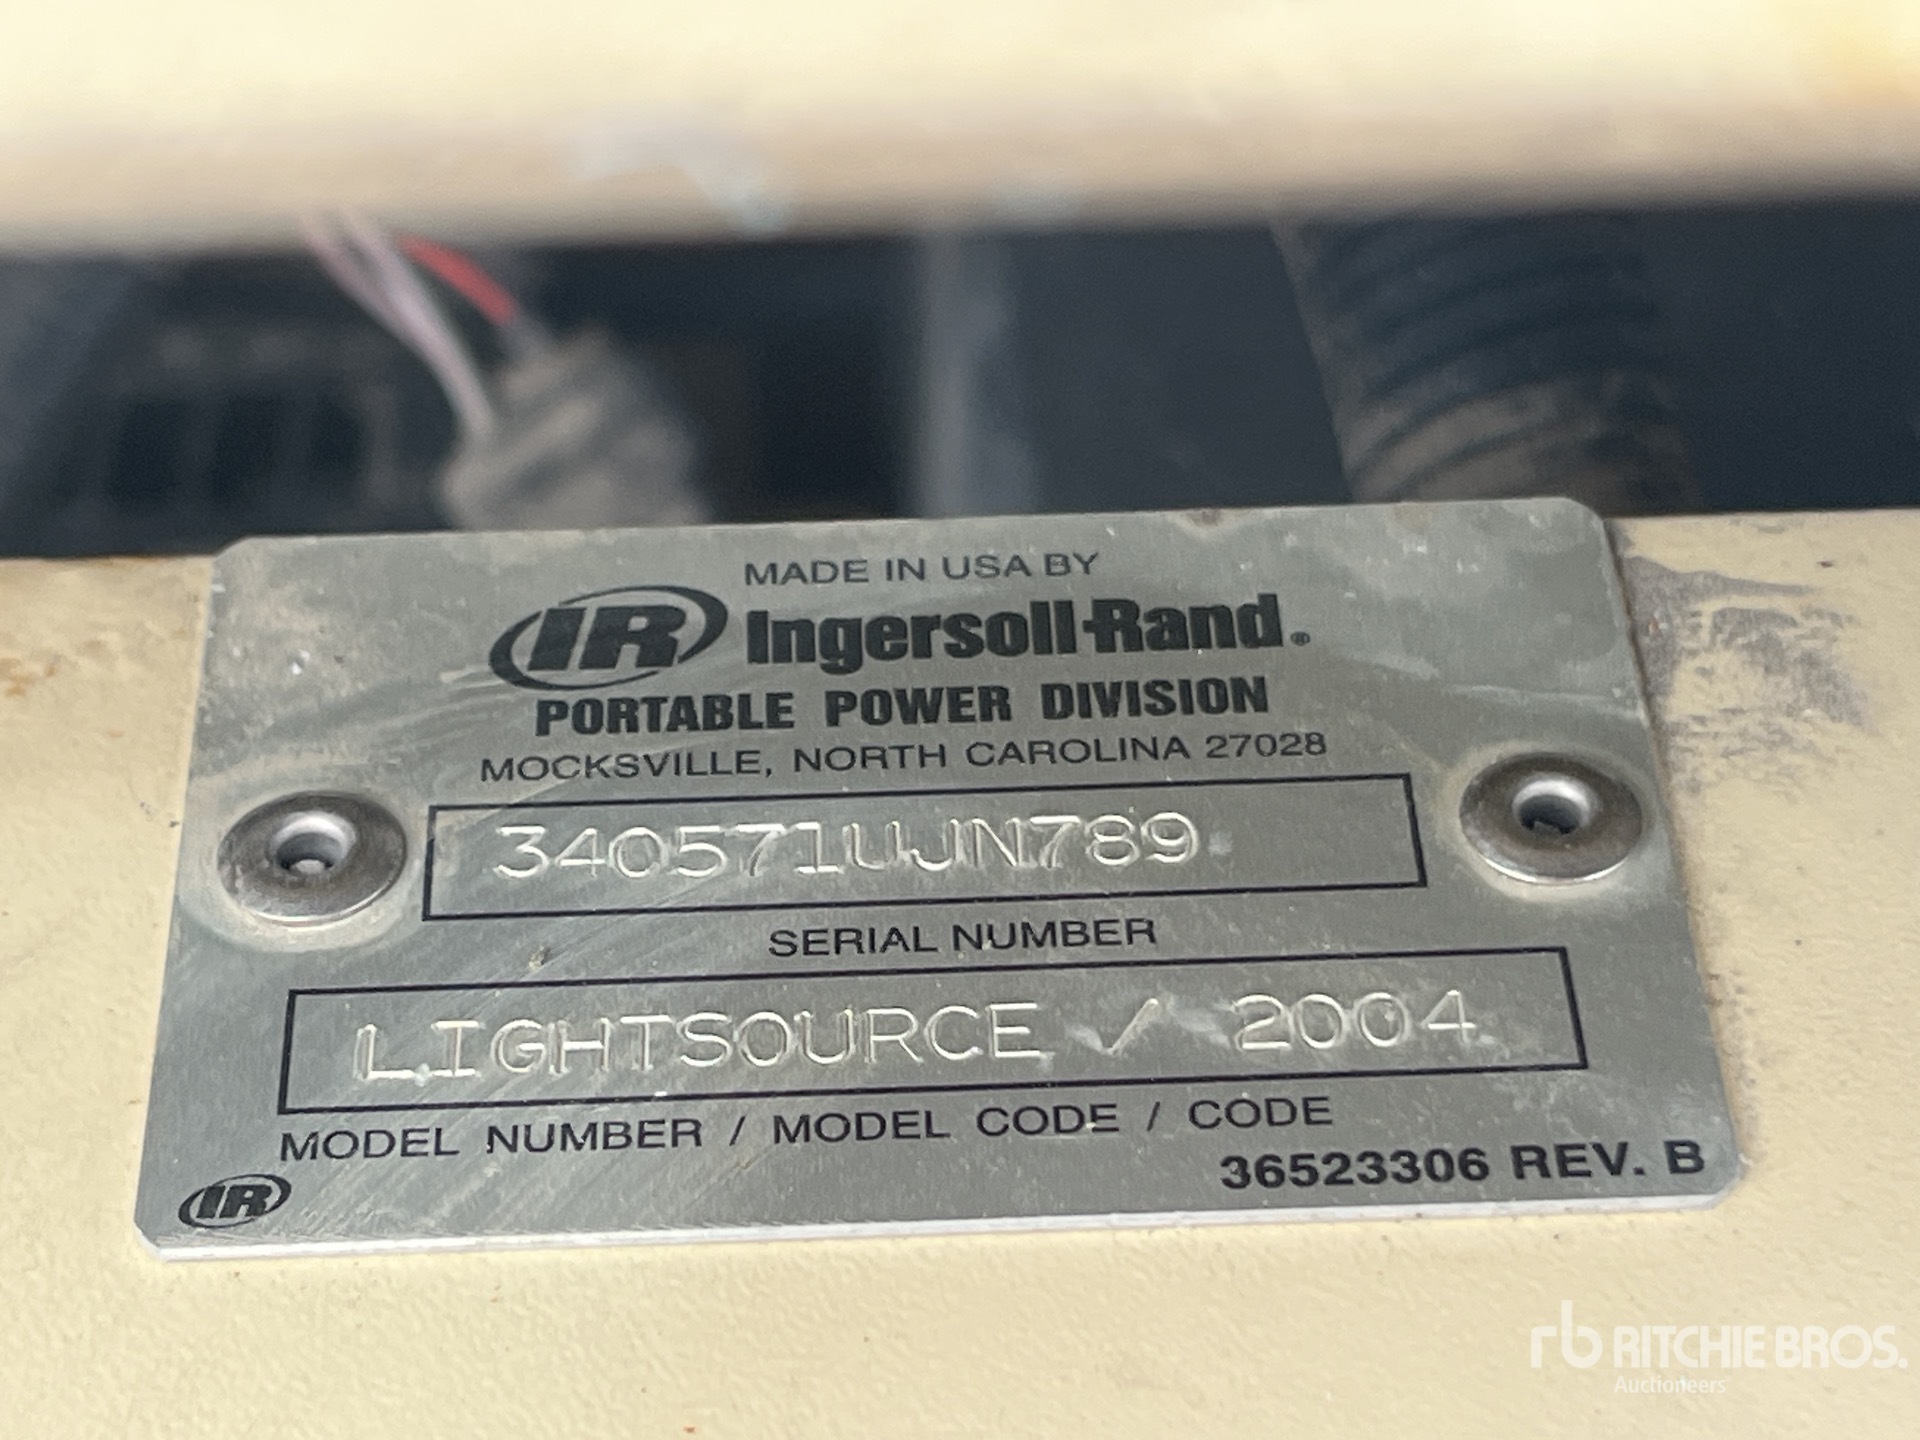 MADE IN USA BY
IR Ingersoll-Rand®
PORTABLE POWER DIVISION
MOCKSVILLE, NORTH CAROLINA 27028
340571UJN789
SERIAL NUMBER
LIGHTSOURCE / 2004
MODEL NUMBER / MODEL CODE / CODE
36523306 REV. B
IR
rb RITCHIE BROS.
Auctioneers